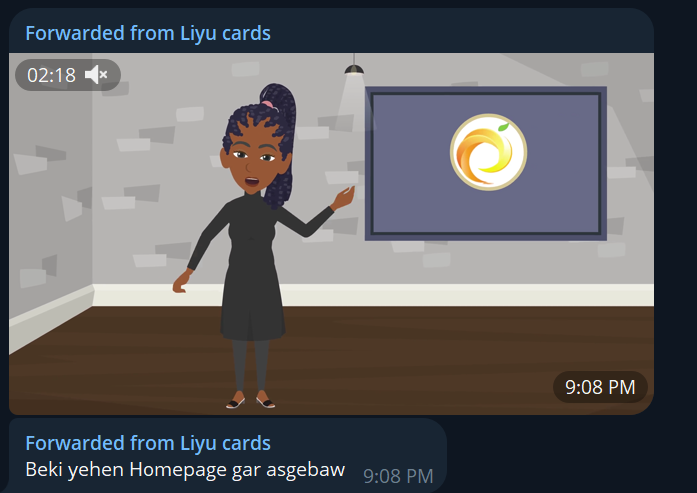 Forwarded from Liyu cards
02:18
9:08 PM
Forwarded from Liyu cards
Beki yehen Homepage gar asgebaw 9:08 PM